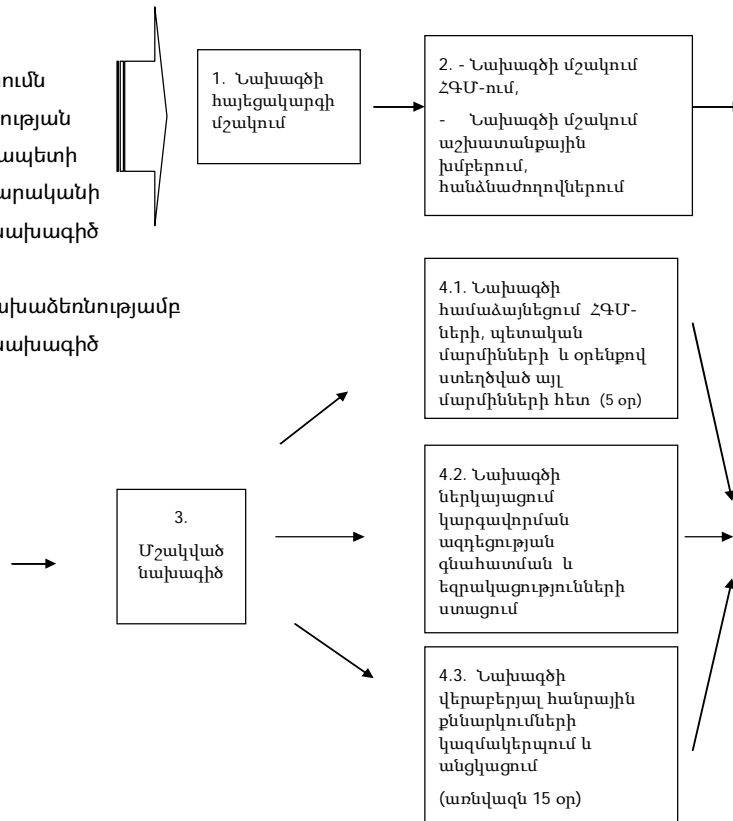 ումն
ության
ապետի
արականի
նախագիծ
ախաձեռնությամբ
նախագիծ
1. Նախագծի
հայեցակարգի
մշակում
2. - Նախագծի մշակում
ՀԳՄ-ում,
- Նախագծի մշակում
աշխատանքային
խմբերում,
հանձնաժողովներում
3.
Մշակված
նախագիծ
4.1. Նախագծի
համաձայնեցում ՀԳՄ-
ների, պետական
մարմինների և օրենքով
ստեղծված այլ
մարմինների հետ (5 օր)
4.2. Նախագծի
ներկայացում
կարգավորման
ազդեցության
գնահատման և
եզրակացությունների
ստացում
4.3. Նախագծի
վերաբերյալ հանրային
քննարկումների
կազմակերպում և
անցկացում
(առնվազն 15 օր)